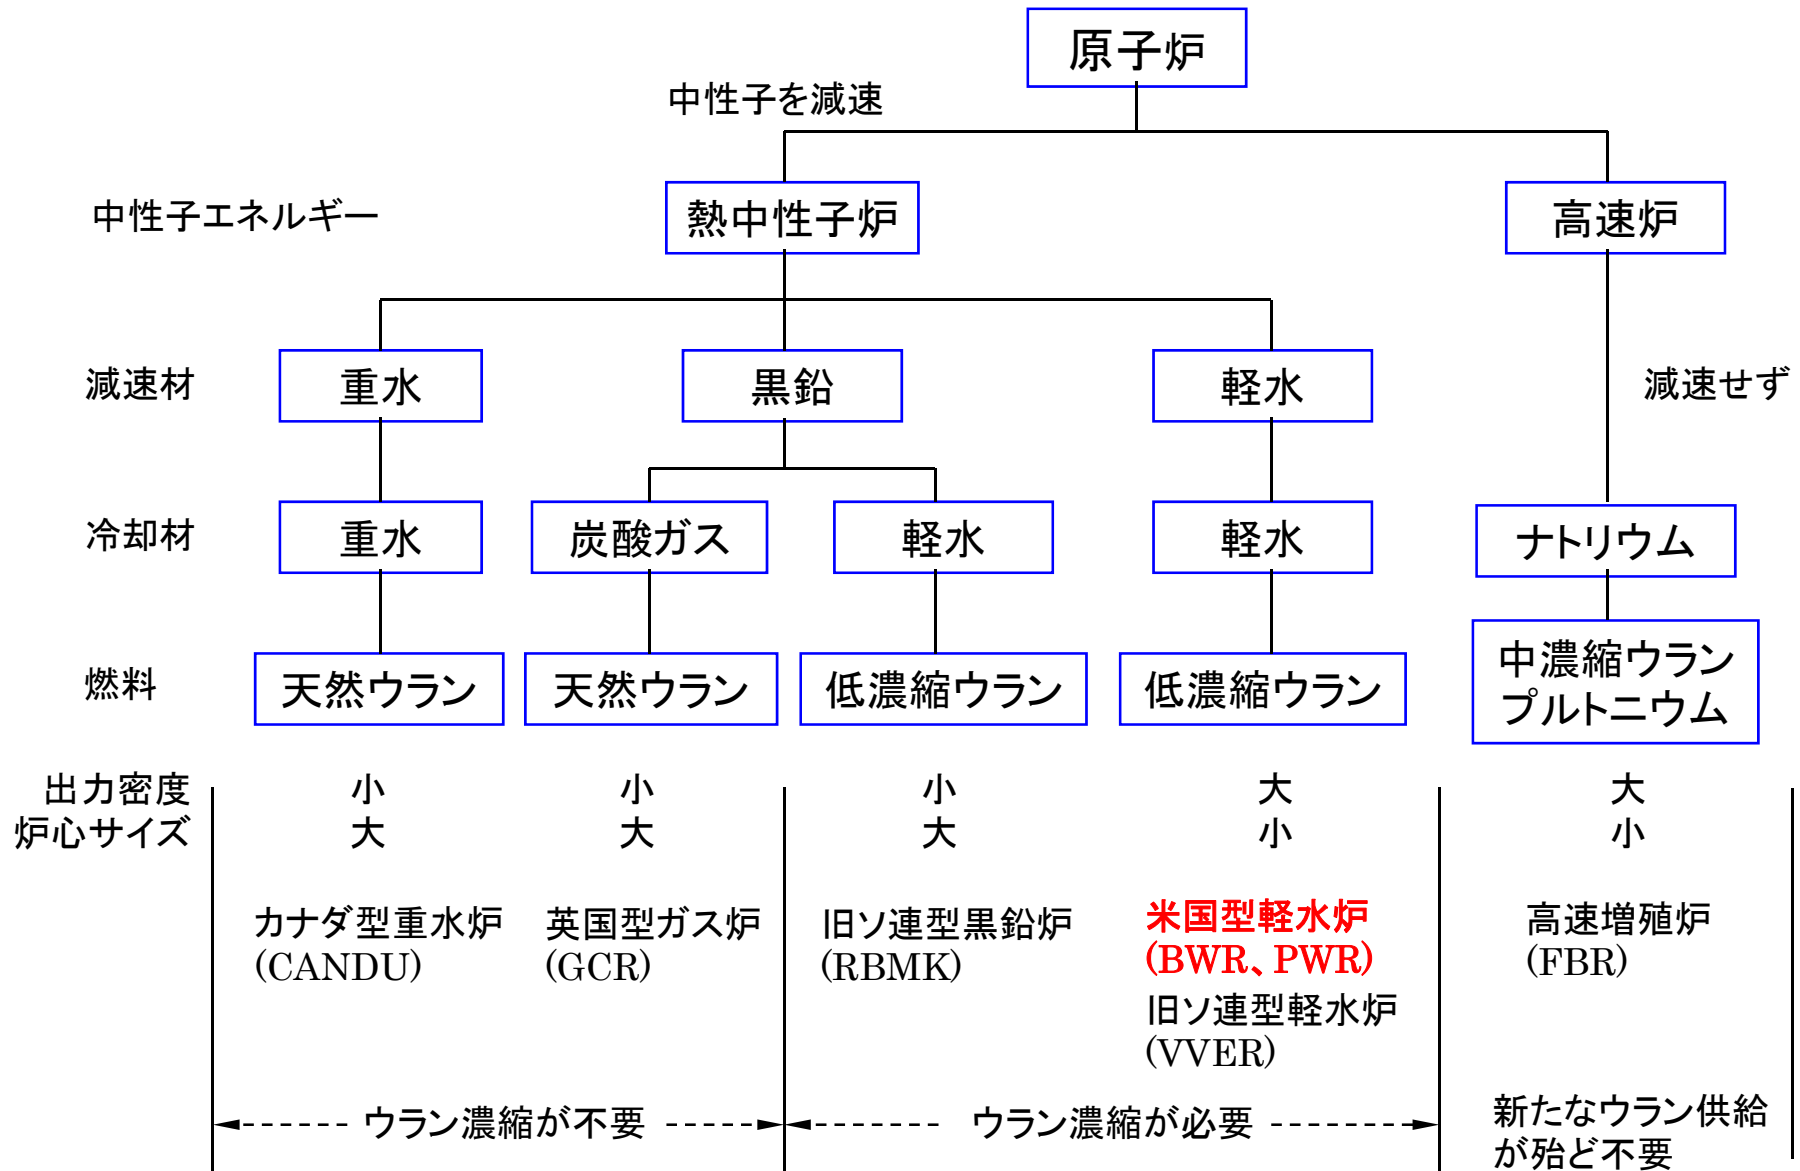 原子炉
中性子を減速
中性子エネルギー
熱中性子炉
高速炉
減速材
重水
黒鉛
軽水
減速せず
冷却材
重水
炭酸ガス
軽水
軽水
ナトリウム
燃料
天然ウラン
天然ウラン
低濃縮ウラン
低濃縮ウラン
中濃縮ウラン
プルトニウム
出力密度
小
小
小
大
大
炉心サイズ
大
大
大
小
小
カナダ型重水炉
(CANDU)
英国型ガス炉
(GCR)
旧ソ連型黒鉛炉
(RBMK)
米国型軽水炉
(BWR、PWR)
旧ソ連型軽水炉
(VVER)
高速増殖炉
(FBR)
ウラン濃縮が不要
ウラン濃縮が必要
新たなウラン供給
が殆ど不要